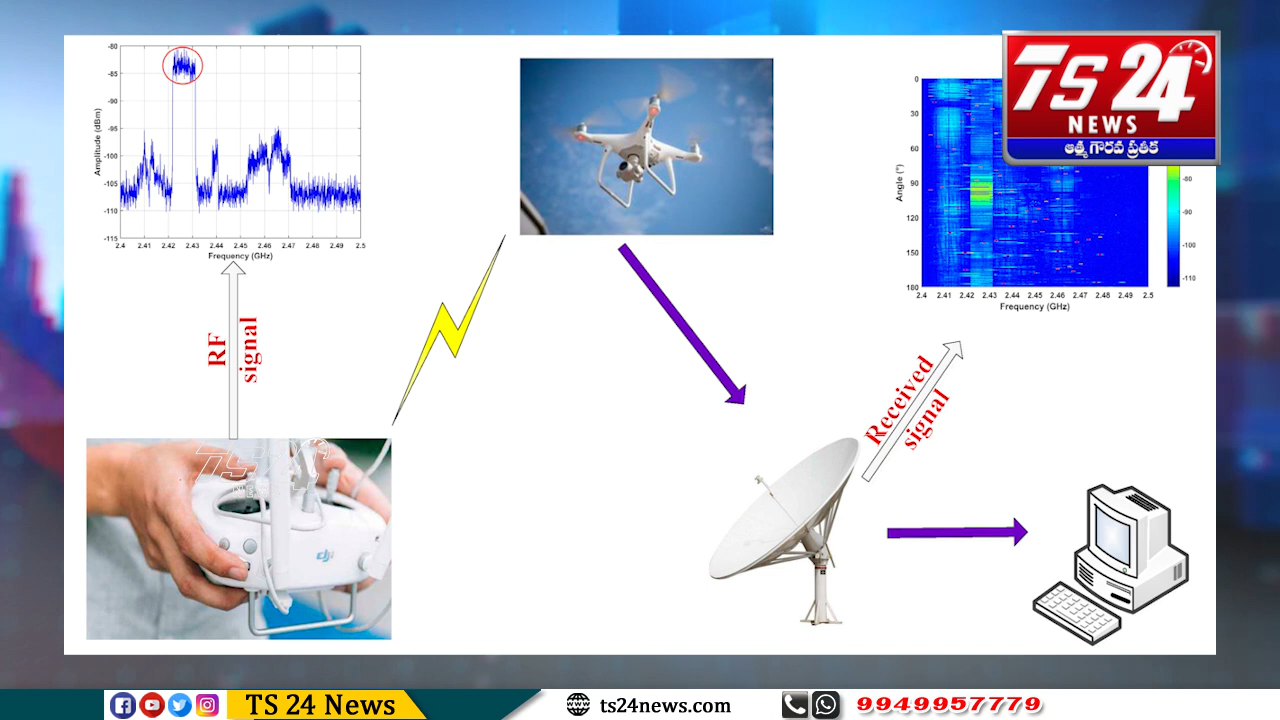 -80
-85
-90
-95
-100
-105
-110
-115
Amplitude (dBm)
2.4 2.41 2.42 2.43 2.44 2.45 2.46 2.47 2.48 2.49 2.5
Frequency (GHz)
TS 24
NEWS
ఆత్మ గౌరవ ప్రతీక
0
30
60
90
120
150
180
Angle (°)
2.4 2.41 2.42 2.43 2.44 2.45 2.46 2.47 2.48 2.49 2.5
Frequency (GHz)
-80
-90
-100
-110
RF
signal
Received
signal
TS 24
NEWS
dji
TS 24 News
ts24news.com
9949957779